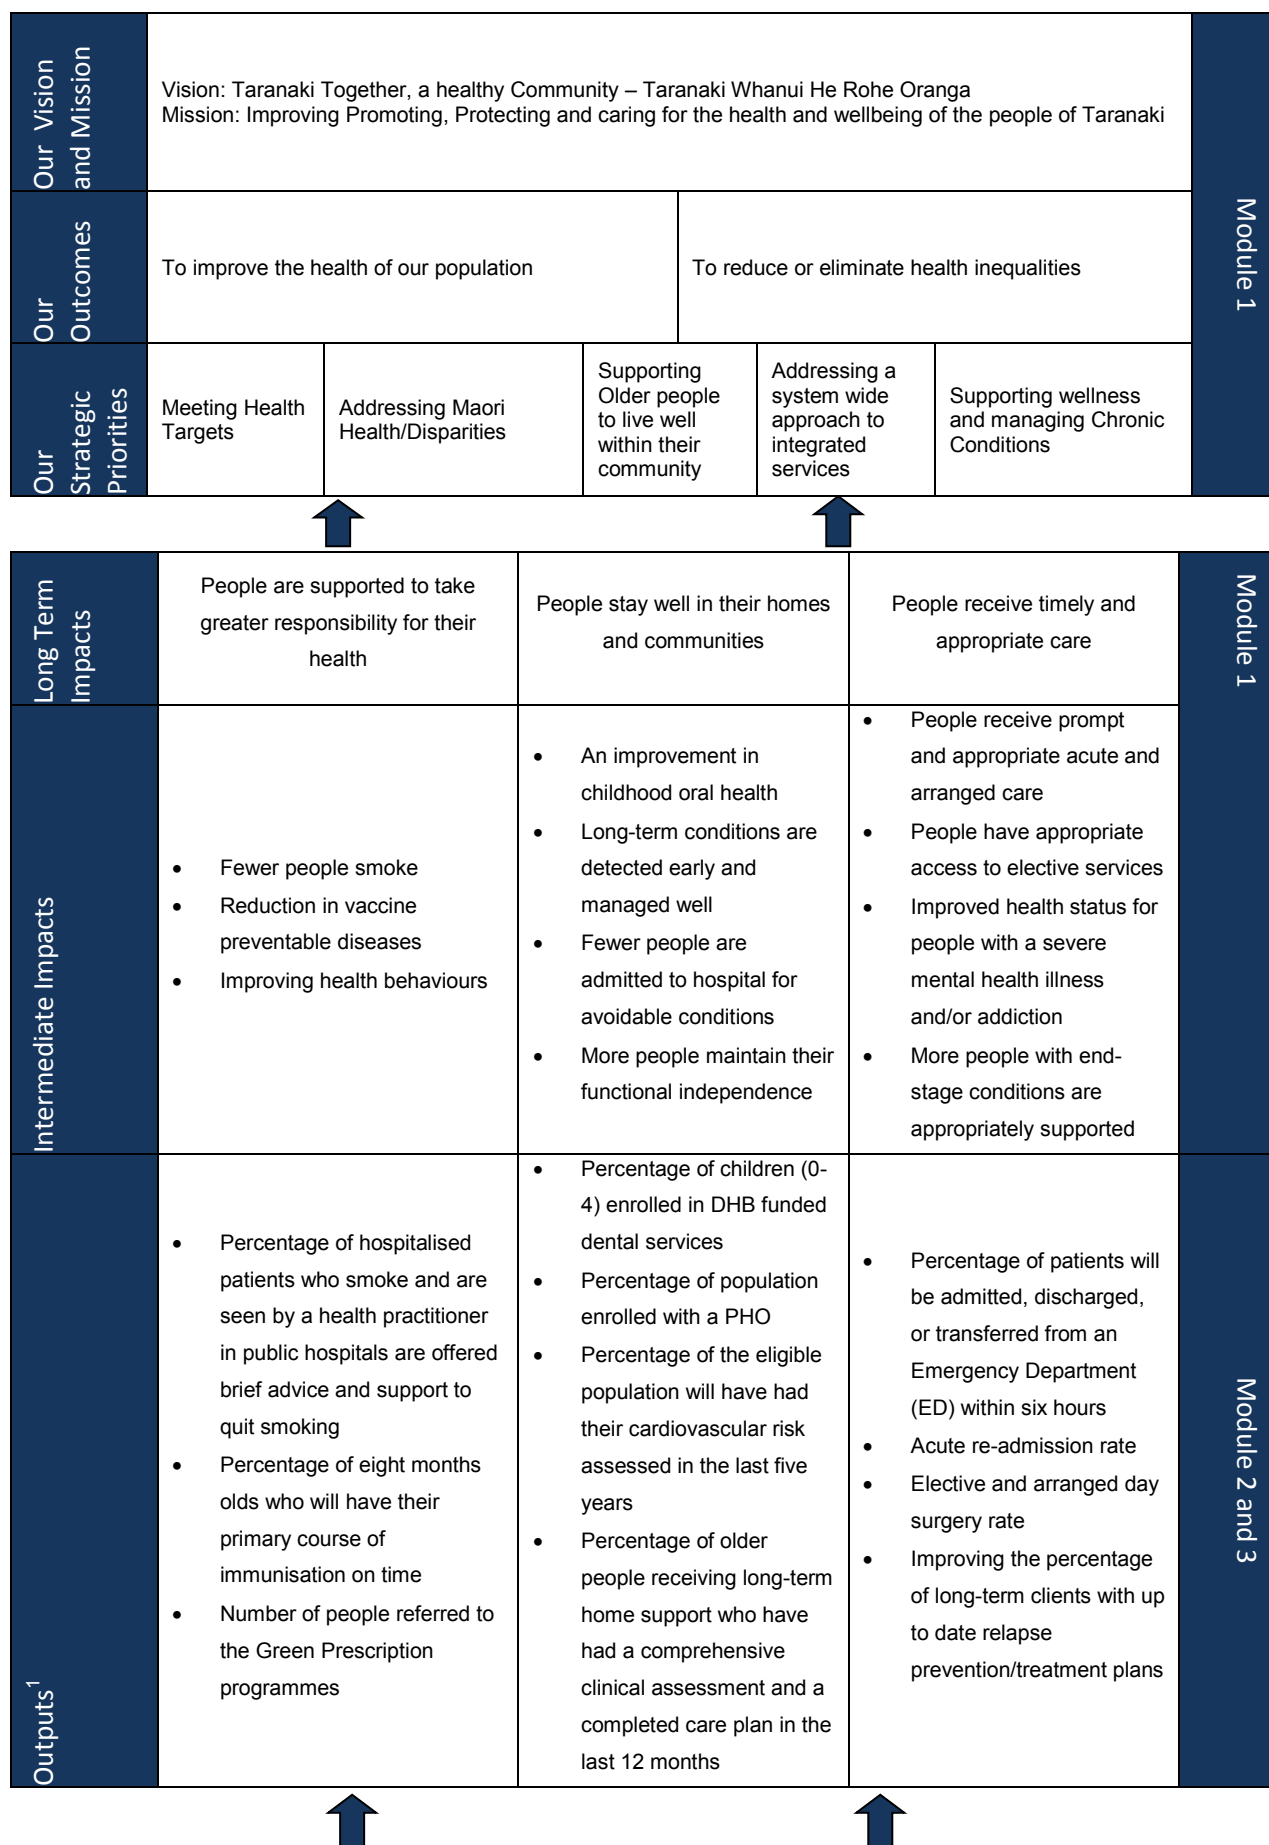 Our Vision
and Mission
Vision: Taranaki Together, a healthy Community – Taranaki Whanui He Rohe Oranga
Mission: Improving Promoting, Protecting and caring for the health and wellbeing of the people of Taranaki
Module 1
Our
Outcomes
To improve the health of our population
To reduce or eliminate health inequalities
Our
Strategic
Priorities
Meeting Health
Targets
Addressing Maori
Health/Disparities
Supporting
Older people
to live well
within their
community
Addressing a
system wide
approach to
integrated
services
Supporting wellness
and managing Chronic
Conditions
Long Term
Impacts
People are supported to take
greater responsibility for their
health
People stay well in their homes
and communities
People receive timely and
appropriate care
Module 1
Intermediate Impacts
• Fewer people smoke
• Reduction in vaccine
preventable diseases
• Improving health behaviours
• An improvement in
childhood oral health
• Long-term conditions are
detected early and
managed well
• Fewer people are
admitted to hospital for
avoidable conditions
• More people maintain their
functional independence
• People receive prompt
and appropriate acute and
arranged care
• People have appropriate
access to elective services
• Improved health status for
people with a severe
mental health illness
and/or addiction
• More people with end-
stage conditions are
appropriately supported
Outputs¹
• Percentage of hospitalised
patients who smoke and are
seen by a health practitioner
in public hospitals are offered
brief advice and support to
quit smoking
• Percentage of eight months
olds who will have their
primary course of
immunisation on time
• Number of people referred to
the Green Prescription
programmes
• Percentage of children (0-
4) enrolled in DHB funded
dental services
• Percentage of population
enrolled with a PHO
• Percentage of the eligible
population will have had
their cardiovascular risk
assessed in the last five
years
• Percentage of older
people receiving long-term
home support who have
had a comprehensive
clinical assessment and a
completed care plan in the
last 12 months
• Percentage of patients will
be admitted, discharged,
or transferred from an
Emergency Department
(ED) within six hours
• Acute re-admission rate
• Elective and arranged day
surgery rate
• Improving the percentage
of long-term clients with up
to date relapse
prevention/treatment plans
Module 2 and 3